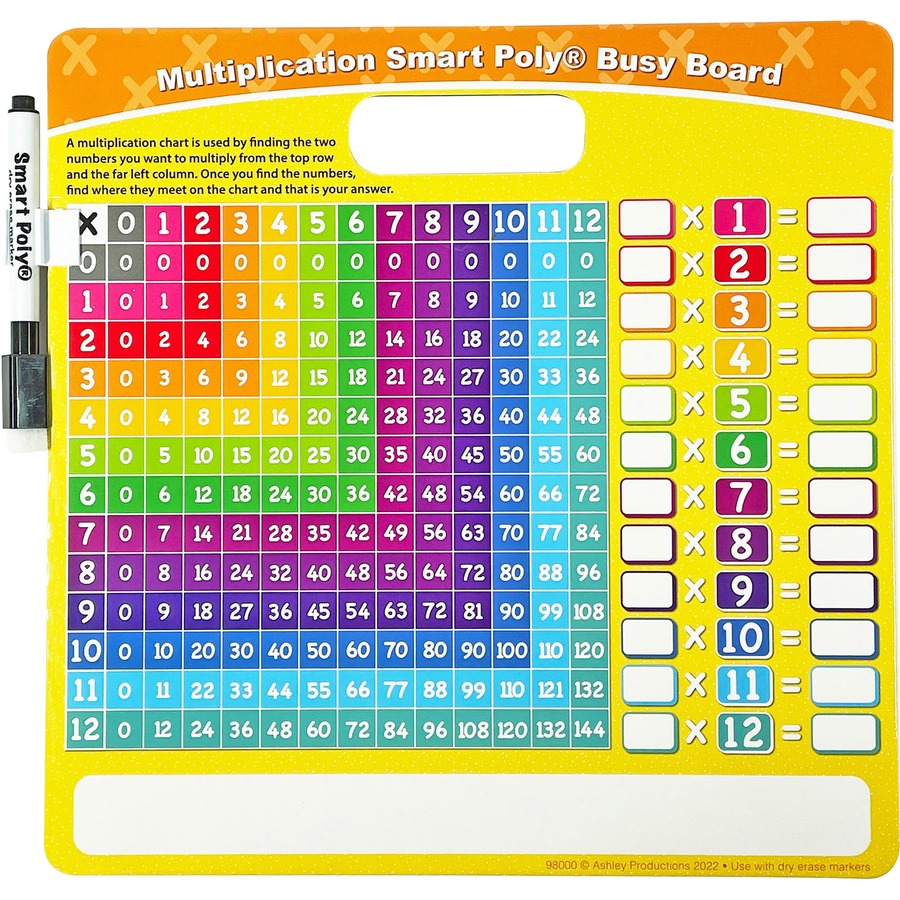 Multiplication Smart Poly® Busy Board
A multiplication chart is used by finding the two
numbers you want to multiply from the top row
and the far left column. Once you find the numbers,
find where they meet on the chart and that is your answer.
Smart Poly®
dry erase marker
X 0 1 2 3 4 5 6 7 8 9 10 11 12
0 0 0 0 0 0 0 0 0 0 0 0 0 0
1 0 1 2 3 4 5 6 7 8 9 10 11 12
2 0 2 4 6 8 10 12 14 16 18 20 22 24
3 0 3 6 9 12 15 18 21 24 27 30 33 36
4 0 4 8 12 16 20 24 28 32 36 40 44 48
5 0 5 10 15 20 25 30 35 40 45 50 55 60
6 0 6 12 18 24 30 36 42 48 54 60 66 72
7 0 7 14 21 28 35 42 49 56 63 70 77 84
8 0 8 16 24 32 40 48 56 64 72 80 88 96
9 0 9 18 27 36 45 54 63 72 81 90 99 108
10 0 10 20 30 40 50 60 70 80 90 100 110 120
11 0 11 22 33 44 55 66 77 88 99 110 121 132
12 0 12 24 36 48 60 72 84 96 108 120 132 144
X 1 =
X 2 =
X 3 =
X 4 =
X 5 =
X 6 =
X 7 =
X 8 =
X 9 =
X 10 =
X 11 =
X 12 =
98000 © Ashley Productions 2022 • Use with dry erase markers